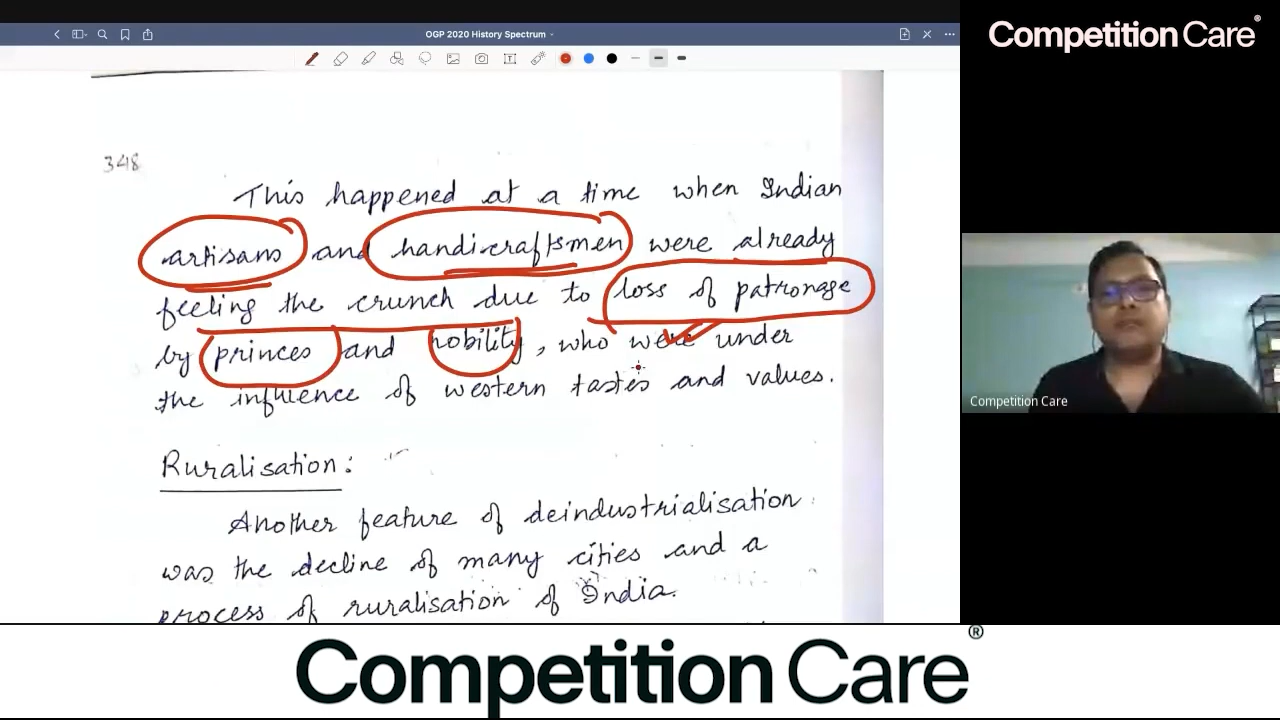 OGP 2020 History Spectrum
Competition Care®
348
This happened at a time when Indian
artisans and handicraftsmen were already
feeling the crunch due to loss of patronage
by princes and nobility, who were under
the influence of western tastes and values.
Ruralisation:
Another feature of deindustrialisation
was the decline of many cities and a
process of ruralisation of India.
Competition Care
Competition Care®